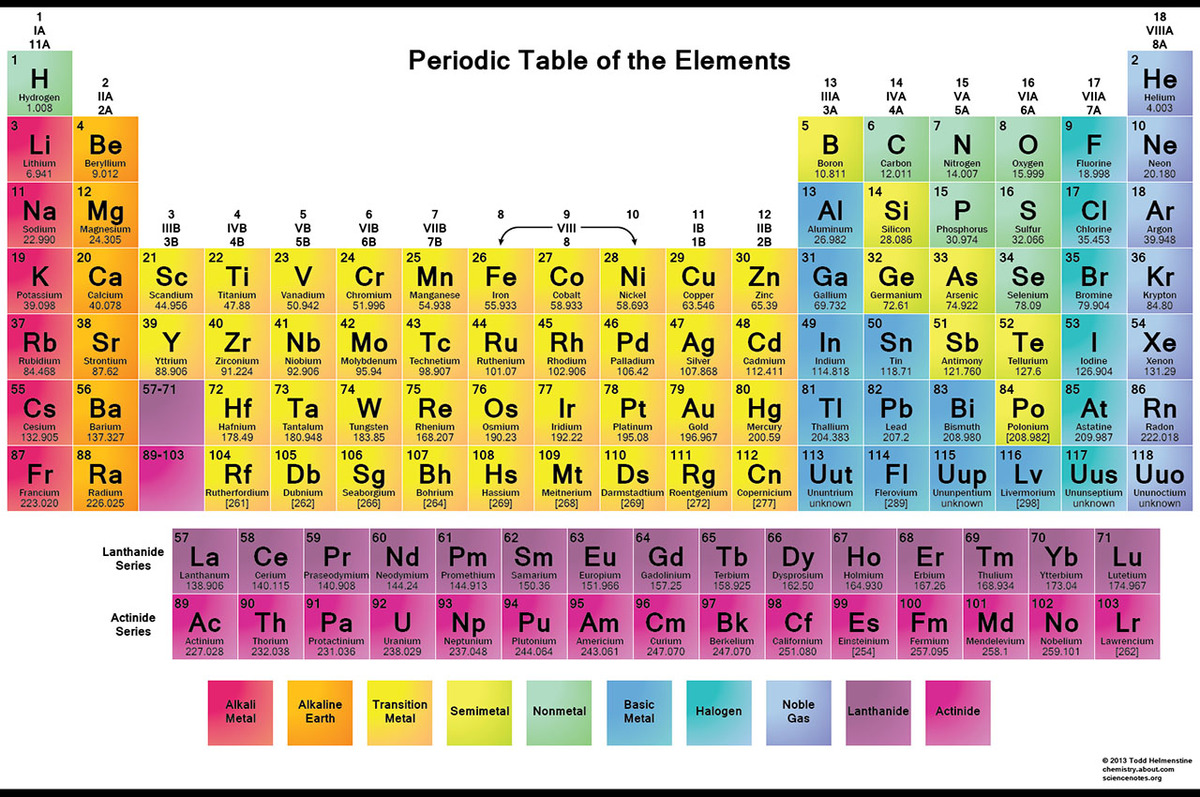 Periodic Table of the Elements
1
IA
11A
18
VIIIA
8A
2
IIA
2A
13 14 15 16 17
IIIA IVA VA VIA VIIA
3A 4A 5A 6A 7A
1 2
H He
Hydrogen Helium
1.008 4.003
3 4 5 6 7 8 9 10
Li Be B C N O F Ne
Lithium Beryllium Boron Carbon Nitrogen Oxygen Fluorine Neon
6.941 9.012 10.811 12.011 14.007 15.999 18.998 20.180
11 12 13 14 15 16 17 18
Na Mg Al Si P S Cl Ar
Sodium Magnesium Aluminum Silicon Phosphorus Sulfur Chlorine Argon
22.990 24.305 26.982 28.086 30.974 32.066 35.453 39.948
3 4 5 6 7 8 9 10 11 12
IIIB IVB VB VIB VIIB VIII IB IIB
3B 4B 5B 6B 7B 8 1B 2B
19 20 21 22 23 24 25 26 27 28 29 30 31 32 33 34 35 36
K Ca Sc Ti V Cr Mn Fe Co Ni Cu Zn Ga Ge As Se Br Kr
Potassium Calcium Scandium Titanium Vanadium Chromium Manganese Iron Cobalt Nickel Copper Zinc Gallium Germanium Arsenic Selenium Bromine Krypton
39.098 40.078 44.956 47.88 50.942 51.996 54.938 55.933 58.933 58.693 63.546 65.39 69.732 72.61 74.922 78.09 79.904 84.80
37 38 39 40 41 42 43 44 45 46 47 48 49 50 51 52 53 54
Rb Sr Y Zr Nb Mo Tc Ru Rh Pd Ag Cd In Sn Sb Te I Xe
Rubidium Strontium Yttrium Zirconium Niobium Molybdenum Technetium Ruthenium Rhodium Palladium Silver Cadmium Indium Tin Antimony Tellurium Iodine Xenon
84.468 87.62 88.906 91.224 92.906 95.94 98.907 101.07 102.906 106.42 107.868 112.411 114.818 118.71 121.760 127.6 126.904 131.29
55 56 57-71 72 73 74 75 76 77 78 79 80 81 82 83 84 85 86
Cs Ba Hf Ta W Re Os Ir Pt Au Hg Tl Pb Bi Po At Rn
Cesium Barium Hafnium Tantalum Tungsten Rhenium Osmium Iridium Platinum Gold Mercury Thallium Lead Bismuth Polonium Astatine Radon
132.905 137.327 178.49 180.948 183.85 168.207 190.23 192.22 195.08 196.967 200.59 204.383 207.2 208.980 [208.982] 209.987 222.018
87 88 89-103 104 105 106 107 108 109 110 111 112 113 114 115 116 117 118
Fr Ra Rf Db Sg Bh Hs Mt Ds Rg Cn Uut Fl Uup Lv Uus Uuo
Francium Radium Rutherfordium Dubnium Seaborgium Bohrium Hassium Meitnerium Darmstadtium Roentgenium Copernicium Ununtrium Flerovium Ununpentium Livermorium Ununseptium Ununoctium
223.020 226.025 [261] [262] [266] [264] [269] [268] [269] [272] [277] unknown [289] unknown [298] unknown unknown
Lanthanide
Series
57 58 59 60 61 62 63 64 65 66 67 68 69 70 71
La Ce Pr Nd Pm Sm Eu Gd Tb Dy Ho Er Tm Yb Lu
Lanthanum Cerium Praseodymium Neodymium Promethium Samarium Europium Gadolinium Terbium Dysprosium Holmium Erbium Thulium Ytterbium Lutetium
138.906 140.115 140.908 144.24 144.913 150.36 151.966 157.25 158.925 162.50 164.930 167.26 168.934 173.04 174.967
Actinide
Series
89 90 91 92 93 94 95 96 97 98 99 100 101 102 103
Ac Th Pa U Np Pu Am Cm Bk Cf Es Fm Md No Lr
Actinium Thorium Protactinium Uranium Neptunium Plutonium Americium Curium Berkelium Californium Einsteinium Fermium Mendelevium Nobelium Lawrencium
227.028 232.038 231.036 238.029 237.048 244.064 243.061 247.070 247.070 251.080 [254] 257.095 258.1 259.101 [262]
Alkali
Metal
Alkaline
Earth
Transition
Metal
Semimetal
Nonmetal
Basic
Metal
Halogen
Noble
Gas
Lanthanide
Actinide
© 2013 Todd Helmenstine
chemistry.about.com
sciencenotes.org